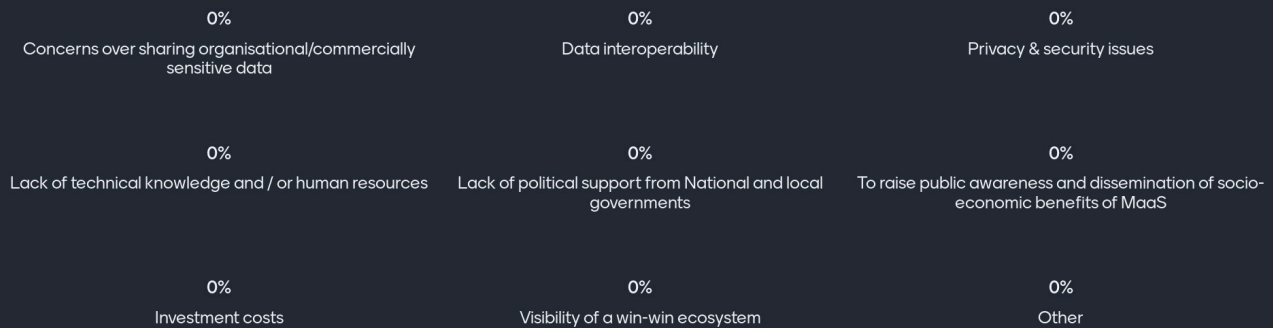 0%
Concerns over sharing organisational/commercially
sensitive data
0%
Data interoperability
0%
Privacy & security issues
0%
Lack of technical knowledge and / or human resources
0%
Lack of political support from National and local
governments
0%
To raise public awareness and dissemination of socio-
economic benefits of MaaS
0%
Investment costs
0%
Visibility of a win-win ecosystem
0%
Other